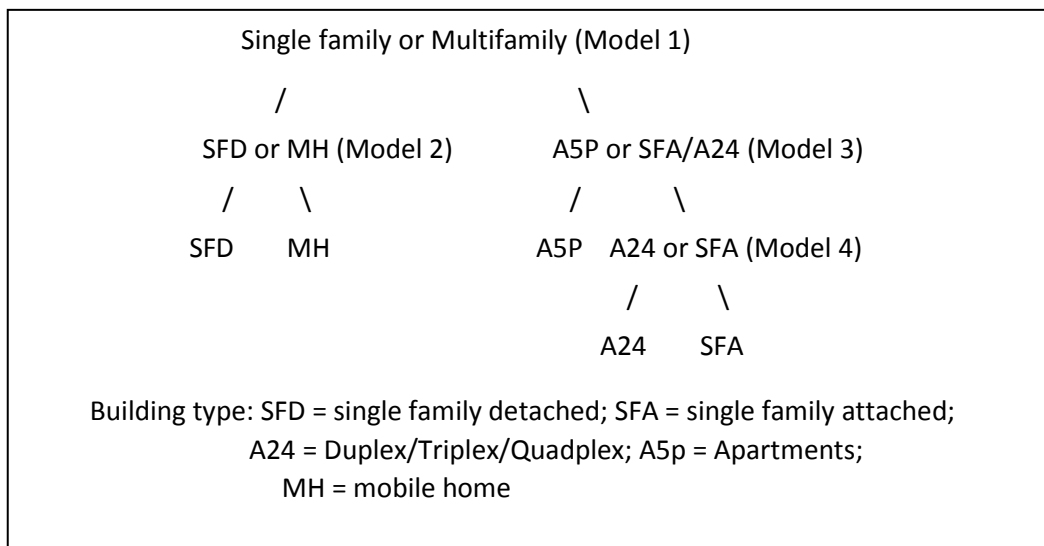 Single family or Multifamily (Model 1)
/ \
SFD or MH (Model 2) A5P or SFA/A24 (Model 3)
/ \ / \
SFD MH A5P A24 or SFA (Model 4)
/ \
A24 SFA
Building type: SFD = single family detached; SFA = single family attached;
A24 = Duplex/Triplex/Quadplex; A5p = Apartments;
MH = mobile home